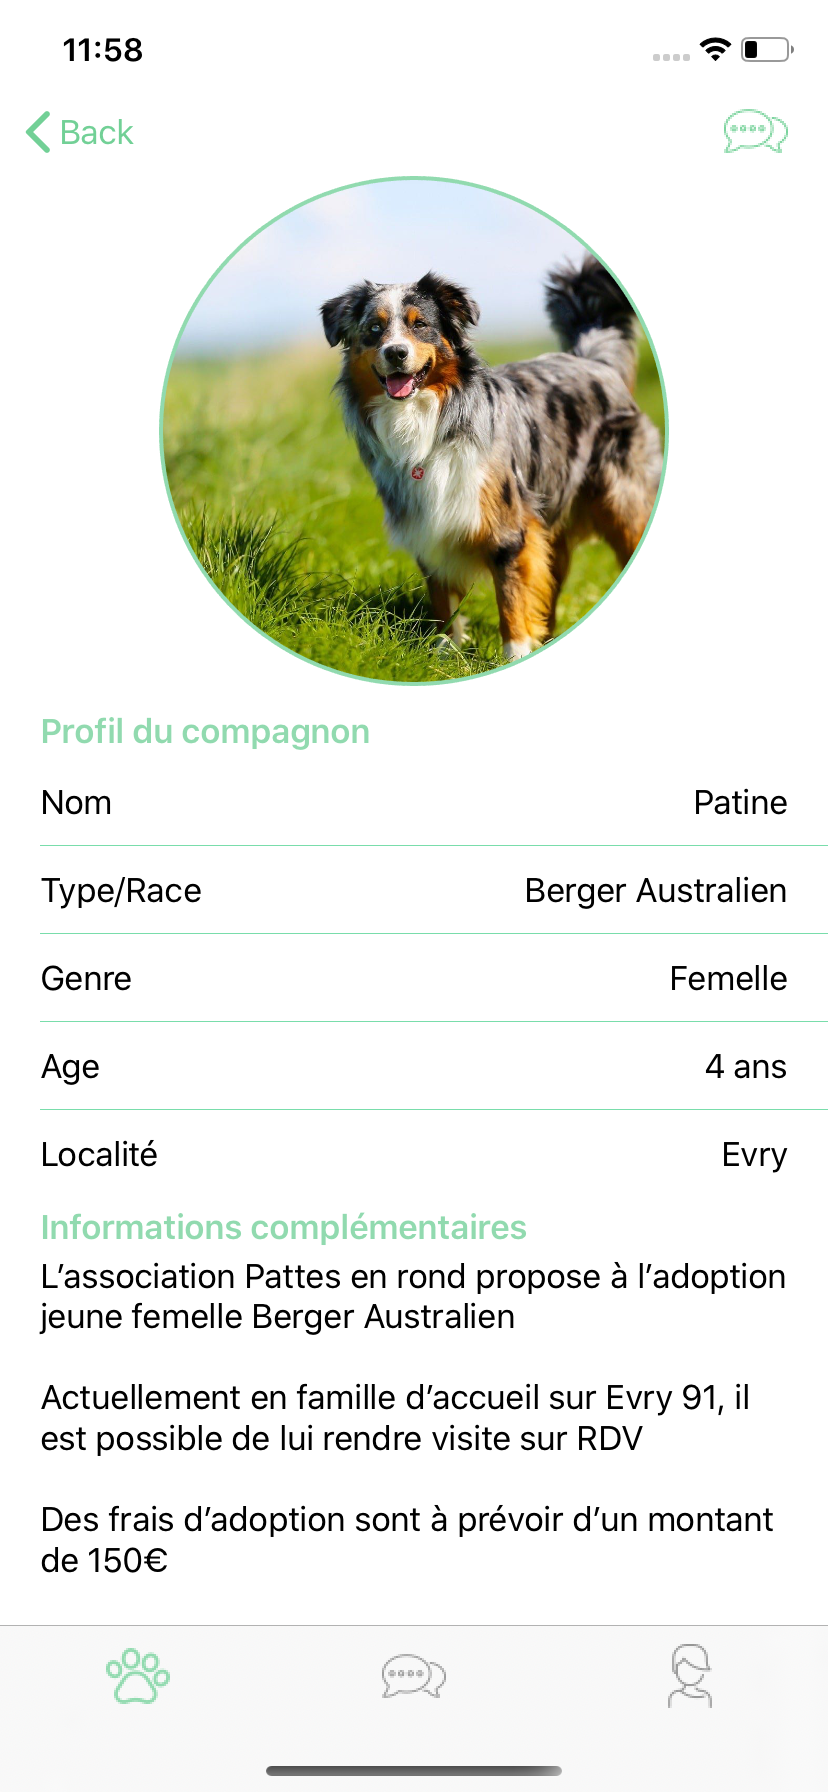 11:58
Back
Profil du compagnon
Nom Patine
Type/Race Berger Australien
Genre Femelle
Age 4 ans
Localité Evry
Informations complémentaires
L’association Pattes en rond propose à l’adoption
jeune femelle Berger Australien
Actuellement en famille d’accueil sur Evry 91, il
est possible de lui rendre visite sur RDV
Des frais d’adoption sont à prévoir d’un montant
de 150€